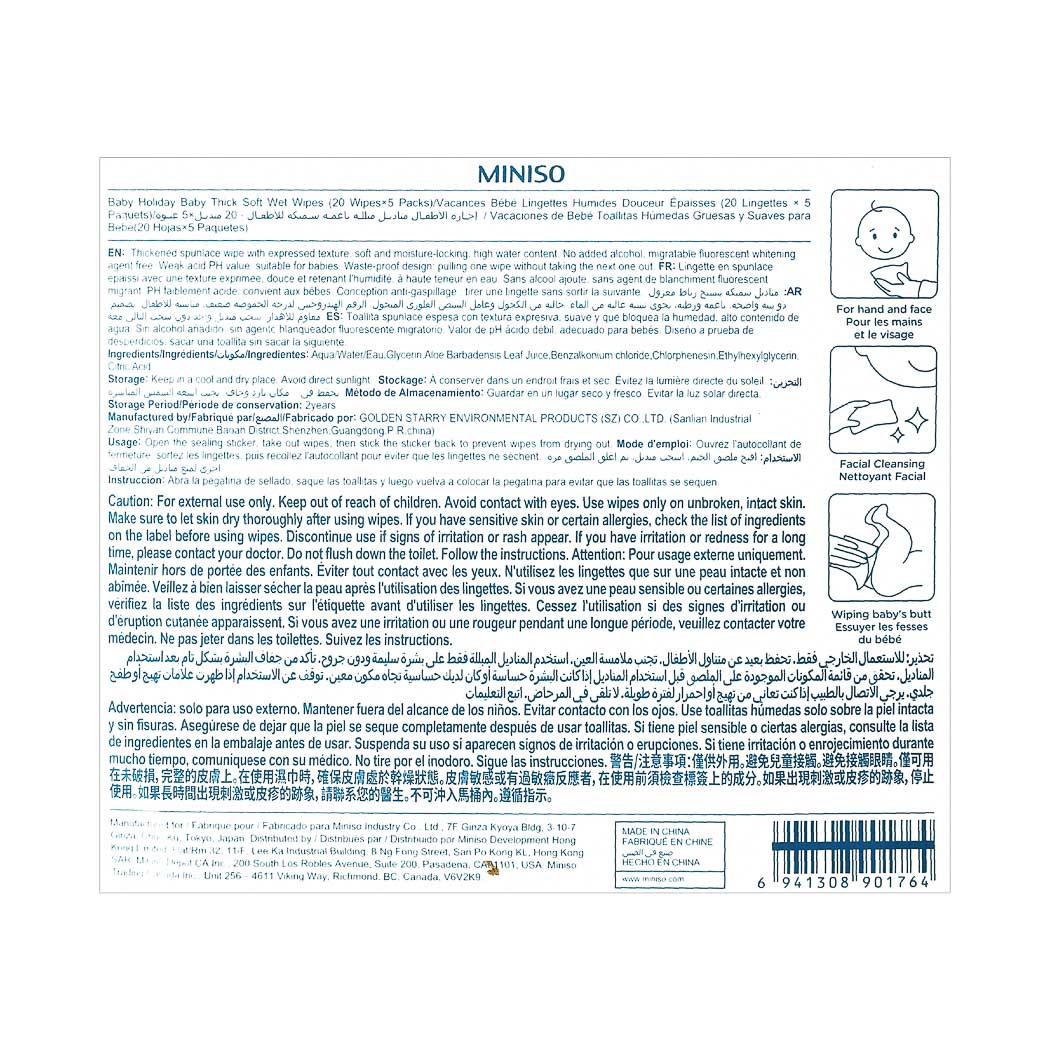 MINISO
Baby Holiday Baby Thick Soft Wet Wipes (20 Wipes×5 Packs)/Vacances Bébé Lingettes Humides Douceur Épaisses (20 Lingettes × 5
Paquets)/إجازة الأطفال مناديل مبللة ناعمة سميكة للأطفال - 20 منديل×5 عبوة / Vacaciones de Bebé Toallitas Húmedas Gruesas y Suaves para
Bebé(20 Hojas×5 Paquetes)
EN: Thickened spunlace wipe with expressed texture, soft and moisture-locking, high water content. No added alcohol, migratable fluorescent whitening
agent free. Weak acid PH value, suitable for babies. Waste-proof design: pulling one wipe without taking the next one out. FR: Lingette en spunlace
épaissi avec une texture exprimée, douce et retenant l'humidité, à haute teneur en eau. Sans alcool ajouté, sans agent de blanchiment fluorescent
migrant. PH faiblement acide, convient aux bébés. Conception anti-gaspillage : tirer une lingette sans sortir la suivante. AR:
ES: Toallita spunlace espesa con textura expresiva, suave y que bloquea la humedad, alto contenido de
agua. Sin alcohol añadido, sin agente blanqueador fluorescente migratorio. Valor de pH ácido débil, adecuado para bebés. Diseño a prueba de
desperdicios, sacar una toallita sin sacar la siguiente.
Ingredients/Ingrédients/مكونات/Ingredientes: Aqua/Water/Eau,Glycerin,Aloe Barbadensis Leaf Juice,Benzalkonium chloride,Chlorphenesin,Ethylhexylglycerin,
Citric Acid
Storage: Keep in a cool and dry place. Avoid direct sunlight. Stockage: À conserver dans un endroit frais et sec. Évitez la lumière directe du soleil. التخزين:
يحفظ في مكان بارد وجاف. تجنب أشعة الشمس المباشرة Método de Almacenamiento: Guardar en un lugar seco y fresco. Evitar la luz solar directa.
Storage Period/Période de conservation: 2years
Manufactured by/Fabriqué par/المصنع/Fabricado por: GOLDEN STARRY ENVIRONMENTAL PRODUCTS (SZ) CO.,LTD. (Sanlian Industrial
Zone,Shiyan Commune Banan District,Shenzhen,Guangdong,P.R.china)
Usage: Open the sealing sticker, take out wipes, then stick the sticker back to prevent wipes from drying out. Mode d'emploi: Ouvrez l'autocollant de
fermeture, sortez les lingettes, puis recollez l'autocollant pour éviter que les lingettes ne sèchent. الاستخدام:
Instruccion: Abra la pegatina de sellado, saque las toallitas y luego vuelva a colocar la pegatina para evitar que las toallitas se sequen.
Caution: For external use only. Keep out of reach of children. Avoid contact with eyes. Use wipes only on unbroken, intact skin.
Make sure to let skin dry thoroughly after using wipes. If you have sensitive skin or certain allergies, check the list of ingredients
on the label before using wipes. Discontinue use if signs of irritation or rash appear. If you have irritation or redness for a long
time, please contact your doctor. Do not flush down the toilet. Follow the instructions. Attention: Pour usage externe uniquement.
Maintenir hors de portée des enfants. Éviter tout contact avec les yeux. N'utilisez les lingettes que sur une peau intacte et non
abîmée. Veillez à bien laisser sécher la peau après l'utilisation des lingettes. Si vous avez une peau sensible ou certaines allergies,
vérifiez la liste des ingrédients sur l'étiquette avant d'utiliser les lingettes. Cessez l'utilisation si des signes d'irritation ou
d'éruption cutanée apparaissent. Si vous avez une irritation ou une rougeur pendant une longue période, veuillez contacter votre
médecin. Ne pas jeter dans les toilettes. Suivez les instructions.
تحذير: للاستعمال الخارجي فقط. تحفظ بعيد عن متناول الأطفال. تجنب ملامسة العين. استخدم المناديل المبللة فقط على بشرة سليمة ودون جروح. تأكد من جفاف البشرة بشكل تام بعد استخدام
المناديل. تحقق من قائمة المكونات الموجودة على الملصق قبل استخدام المناديل إذا كانت البشرة حساسة أو كان لديك حساسية تجاه مكون معين. توقف عن الاستخدام إذا ظهرت علامات تهيج أو طفح
جلدي. يرجي الاتصال بالطبيب إذا كنت تعاني من تهيج أو احمرار لفترة طويلة. لا تلقى في المرحاض. اتبع التعليمات
Advertencia: solo para uso externo. Mantener fuera del alcance de los niños. Evitar contacto con los ojos. Use toallitas húmedas solo sobre la piel intacta
y sin fisuras. Asegúrese de dejar que la piel se seque completamente después de usar toallitas. Si tiene piel sensible o ciertas alergias, consulte la lista
de ingredientes en la embalaje antes de usar. Suspenda su uso si aparecen signos de irritación o erupciones. Si tiene irritación o enrojecimiento durante
mucho tiempo, comuníquese con su médico. No tire por el inodoro. Sigue las instrucciones. 警告/注意事項:僅供外用。避免兒童接觸。避免接觸眼睛。僅可用
在未破損，完整的皮膚上。在使用濕巾時，確保皮膚處於幹燥狀態。皮膚敏感或有過敏癥反應者，在使用前須檢查標簽上的成分。如果出現刺激或皮疹的跡象，停止
使用。如果長時間出現刺激或皮疹的跡象，請聯系您的醫生。不可沖入馬桶內。遵循指示。
Manufactured for / Fabriqué pour / Fabricado para Miniso Industry Co., Ltd., 7F Ginza Kyoya Bldg, 3-10-7
Ginza, Chuo-Ku, Tokyo, Japan. Distributed by / Distribués par / Distribuido por Miniso Development Hong
Kong Limited, Flat/Rm 32, 11/F, Lee Ka Industrial Building, 8 Ng Fong Street, San Po Kong KL, Hong Kong
SAR. Miniso Depot CA Inc., 200 South Los Robles Avenue, Suite 200, Pasadena, CA 91101, USA. Miniso
Trading Canada Inc., Unit 256 - 4611 Viking Way, Richmond, BC, Canada, V6V2K9
MADE IN CHINA
FABRIQUÉ EN CHINE
صنع في الصين
HECHO EN CHINA
www.miniso.com
6 941308 901764
For hand and face
Pour les mains
et le visage
Facial Cleansing
Nettoyant Facial
Wiping baby's butt
Essuyer les fesses
du bébé